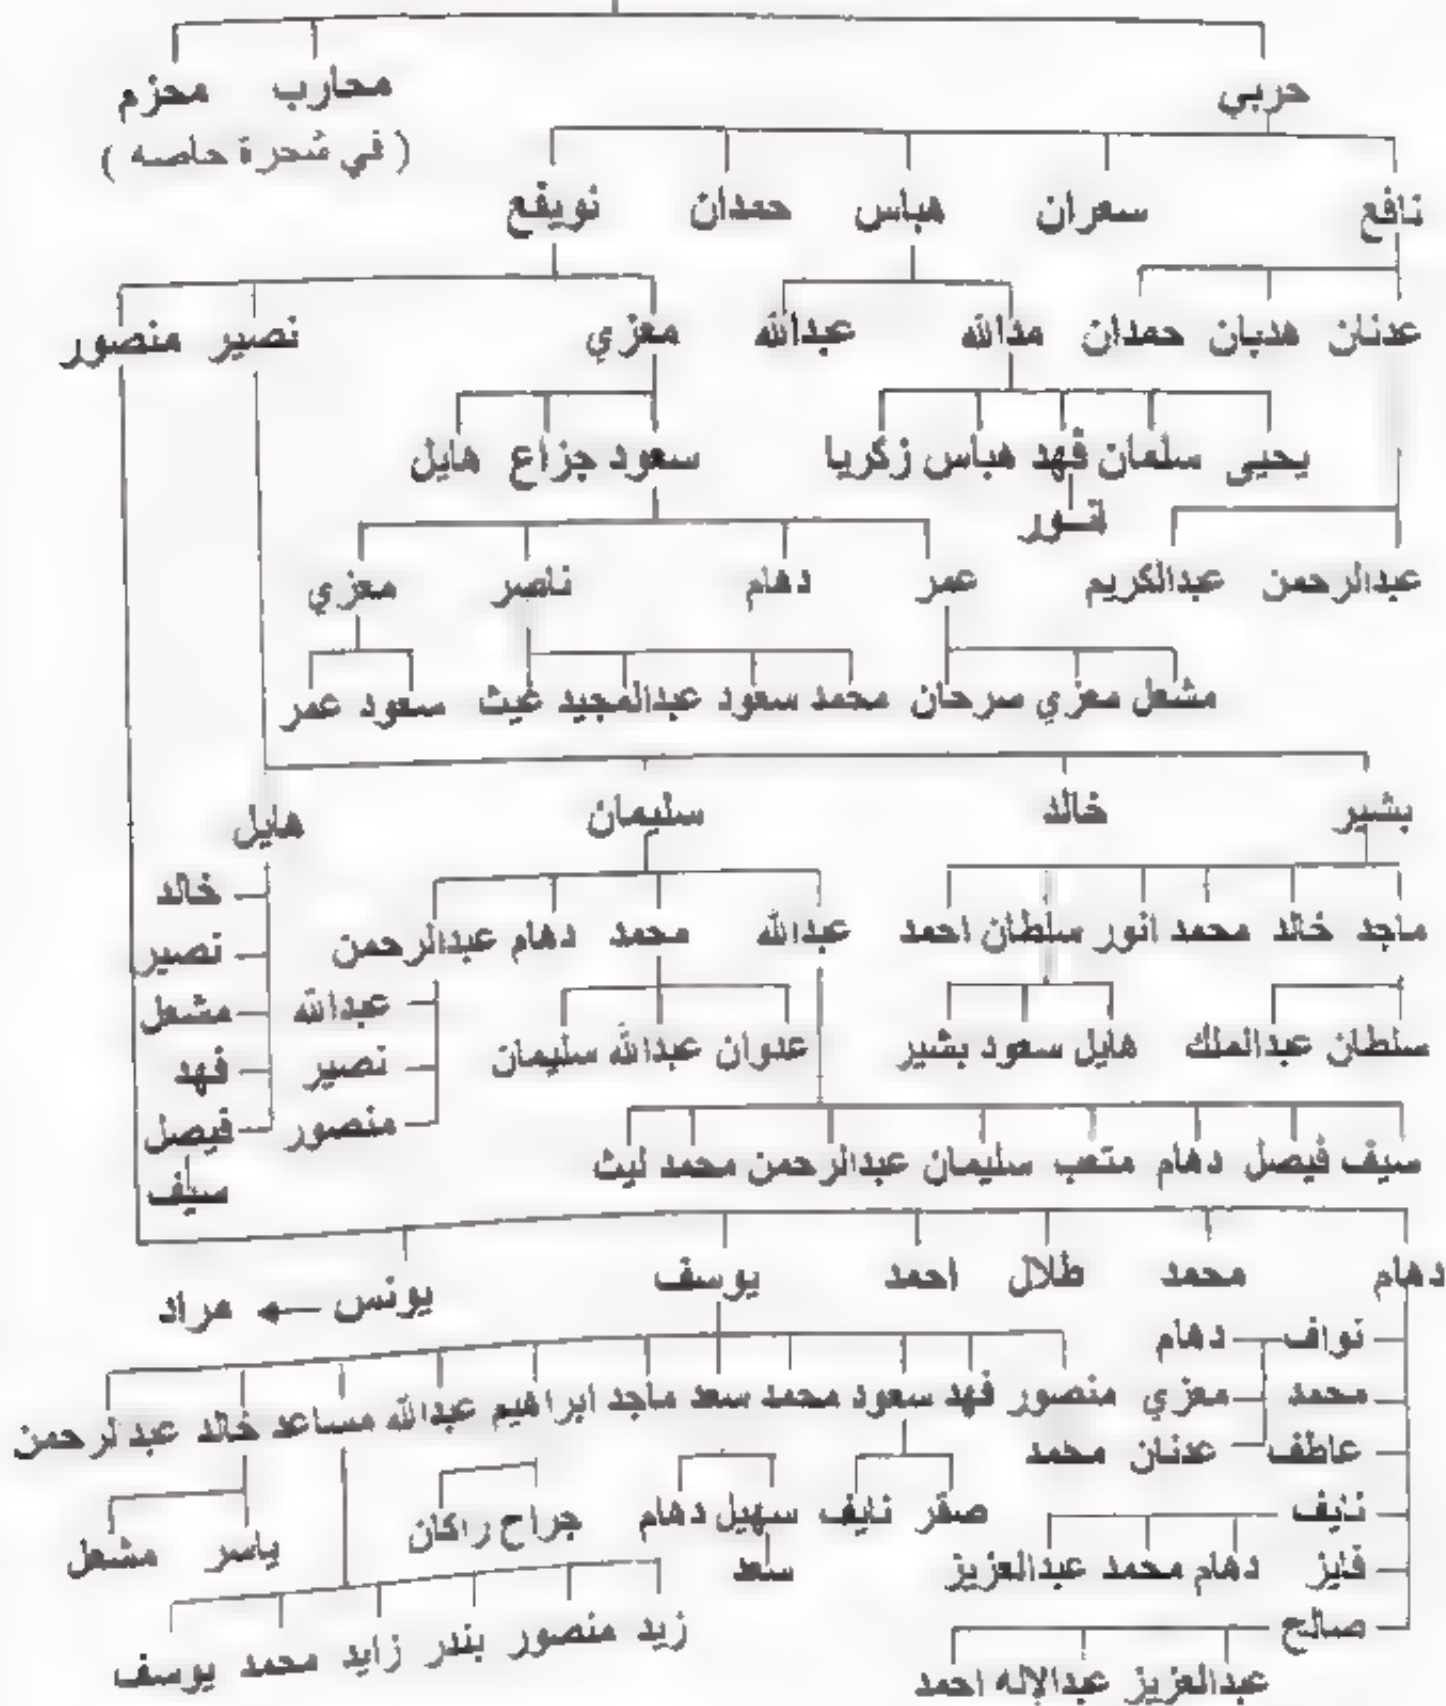 حربي محارب محزم
( في شجرة خاصه )
نافع سعران هباس حمدان نويفع
عدنان هدبان حمدان مدالله عبدالله معزي نصير منصور
يحيى سلمان فهد هباس زكريا سعود جزاع هايل
عبدالرحمن عبدالكريم عمر دهام ناصر معزي
مشعل معزي سرحان محمد سعود عبدالمجيد غيث سعود عمر
بشير خالد سليمان هايل
خالد
ماجد خالد محمد انور سلطان احمد عبدالله محمد دهام عبدالرحمن
نصير
عبدالله مشعل
سلطان عبدالملك هايل سعود بشير عدوان عبدالله سليمان
نصير فهد
منصور فيصل
سيف فيصل دهام متعب سليمان عبدالرحمن محمد ليث
سيف
دهام محمد طلال احمد يوسف يونس مراد
نواف دهام
محمد معزي منصور فهد سعود محمد سعد ماجد ابراهيم عبدالله مساعد خالد عبدالرحمن
عاطف عدنان محمد
نايف صقر نايف سهيل دهام جراح راكان ياسر مشعل
فايز دهام محمد عبدالعزيز سعد
صالح زيد منصور بندر زايد محمد يوسف
عبدالعزيز عبدالإله احمد